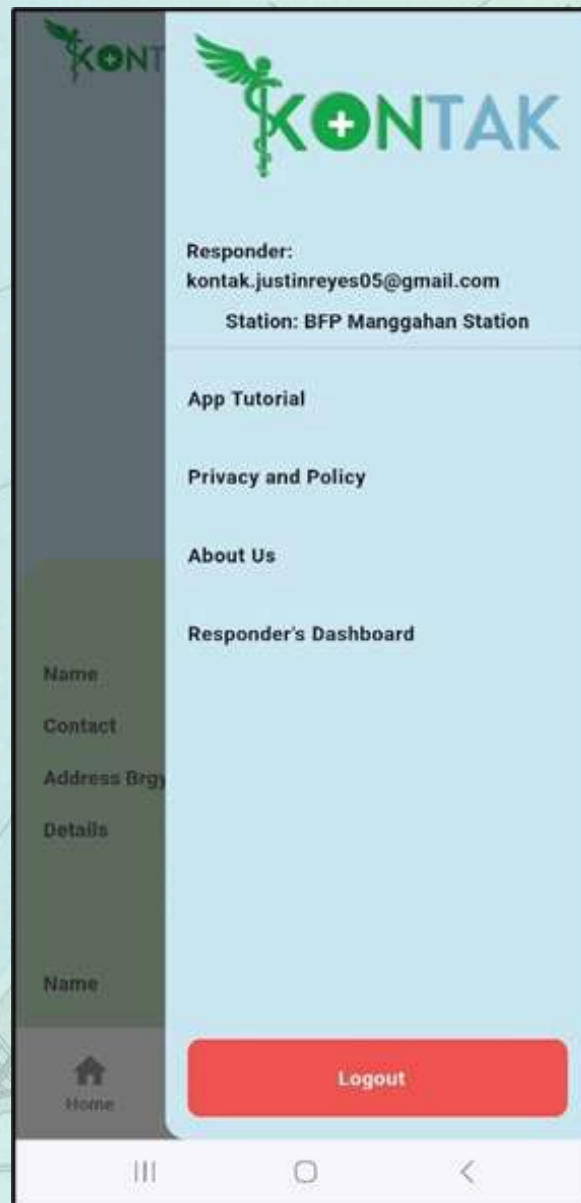 KONT
KONTAK
Responder:
kontak.justinreyes05@gmail.com
Station: BFP Manggahan Station
App Tutorial
Privacy and Policy
About Us
Responder's Dashboard
Name
Contact
Address Brgy
Details
Name
Home
Logout